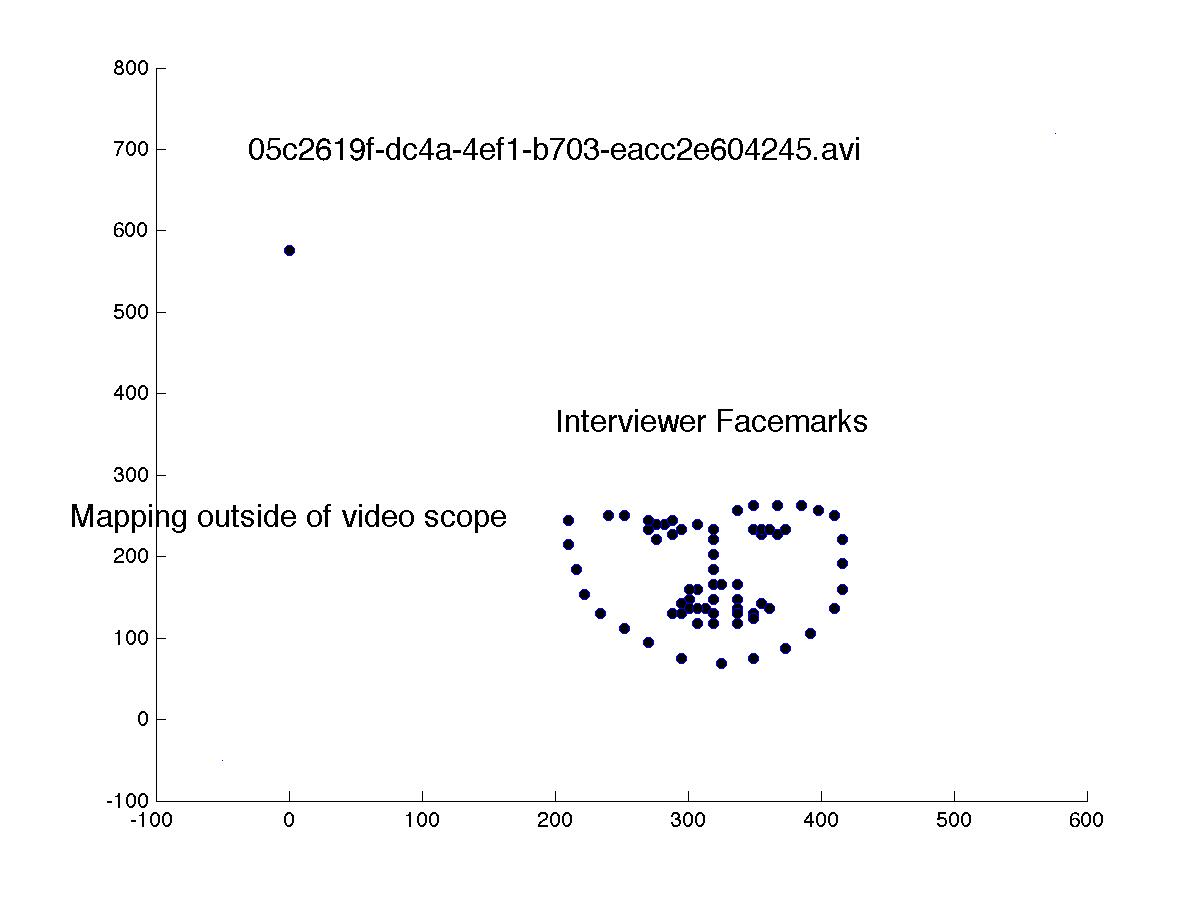 800
700
05c2619f-dc4a-4ef1-b703-eacc2e604245.avi
600
500
400
Interviewer Facemarks
300
Mapping outside of video scope
200
100
0
-100
-100 0 100 200 300 400 500 600